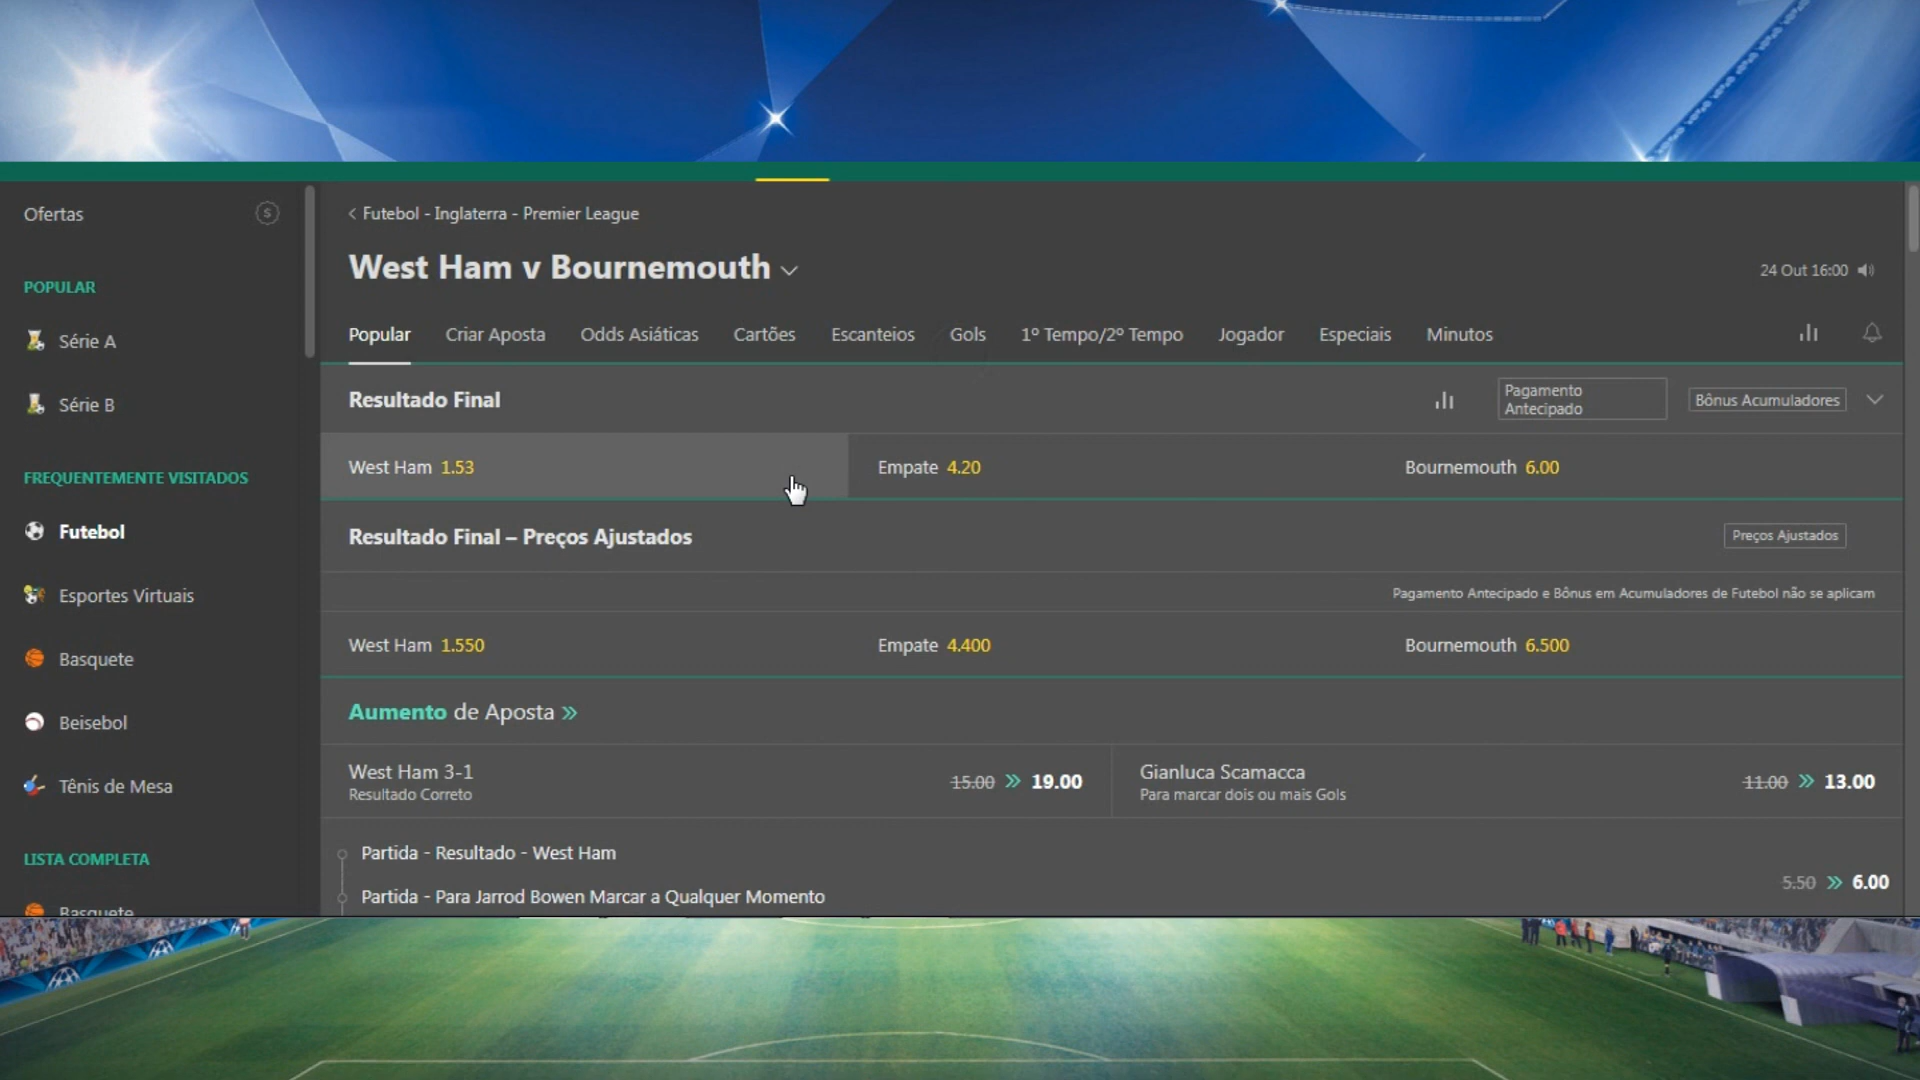 Ofertas
POPULAR
Série A
Série B
FREQUENTEMENTE VISITADOS
Futebol
Esportes Virtuais
Basquete
Beisebol
Tênis de Mesa
LISTA COMPLETA
Basquete
< Futebol - Inglaterra - Premier League
West Ham v Bournemouth
24 Out 16:00
Popular Criar Aposta Odds Asiáticas Cartões Escanteios Gols 1º Tempo/2º Tempo Jogador Especiais Minutos
Resultado Final
Pagamento
Antecipado
Bônus Acumuladores
West Ham 1.53 Empate 4.20 Bournemouth 6.00
Resultado Final – Preços Ajustados
Preços Ajustados
Pagamento Antecipado e Bônus em Acumuladores de Futebol não se aplicam
West Ham 1.550 Empate 4.400 Bournemouth 6.500
Aumento de Aposta »
West Ham 3-1
Resultado Correto
15.00 » 19.00
Gianluca Scamacca
Para marcar dois ou mais Gols
11.00 » 13.00
Partida - Resultado - West Ham
Partida - Para Jarrod Bowen Marcar a Qualquer Momento
5.50 » 6.00